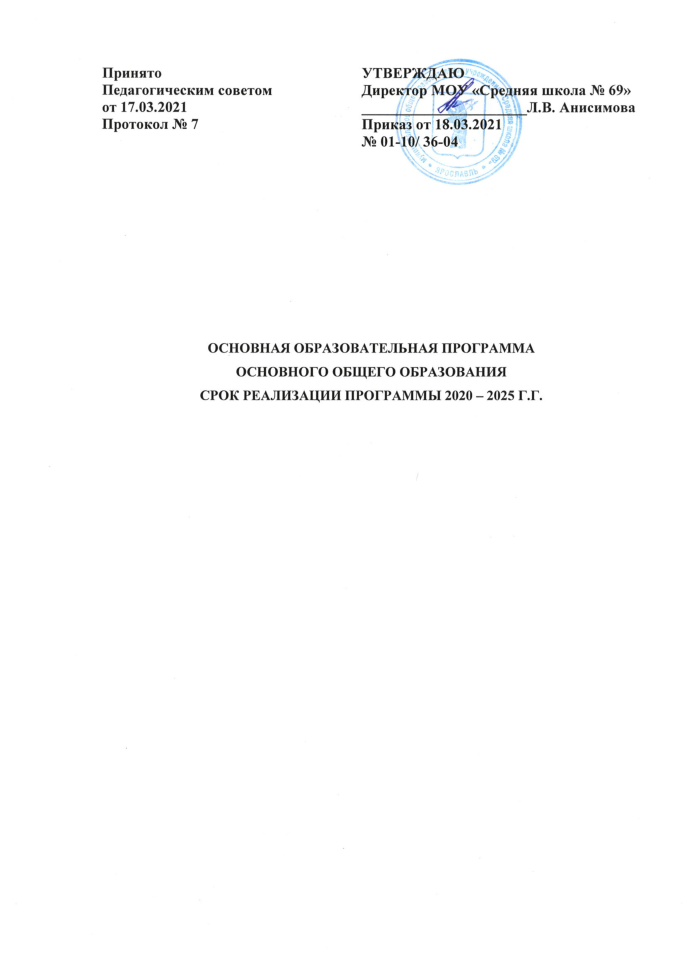 Принято
Педагогическим советом
от 17.03.2021
Протокол № 7
УТВЕРЖДАЮ
Директор МОУ «Средняя школа № 69»
Л.В. Анисимова
Приказ от 18.03.2021
№ 01-10/ 36-04
ЯРОСЛАВЛЬ
ОСНОВНАЯ ОБРАЗОВАТЕЛЬНАЯ ПРОГРАММА
ОСНОВНОГО ОБЩЕГО ОБРАЗОВАНИЯ
СРОК РЕАЛИЗАЦИИ ПРОГРАММЫ 2020 – 2025 Г.Г.